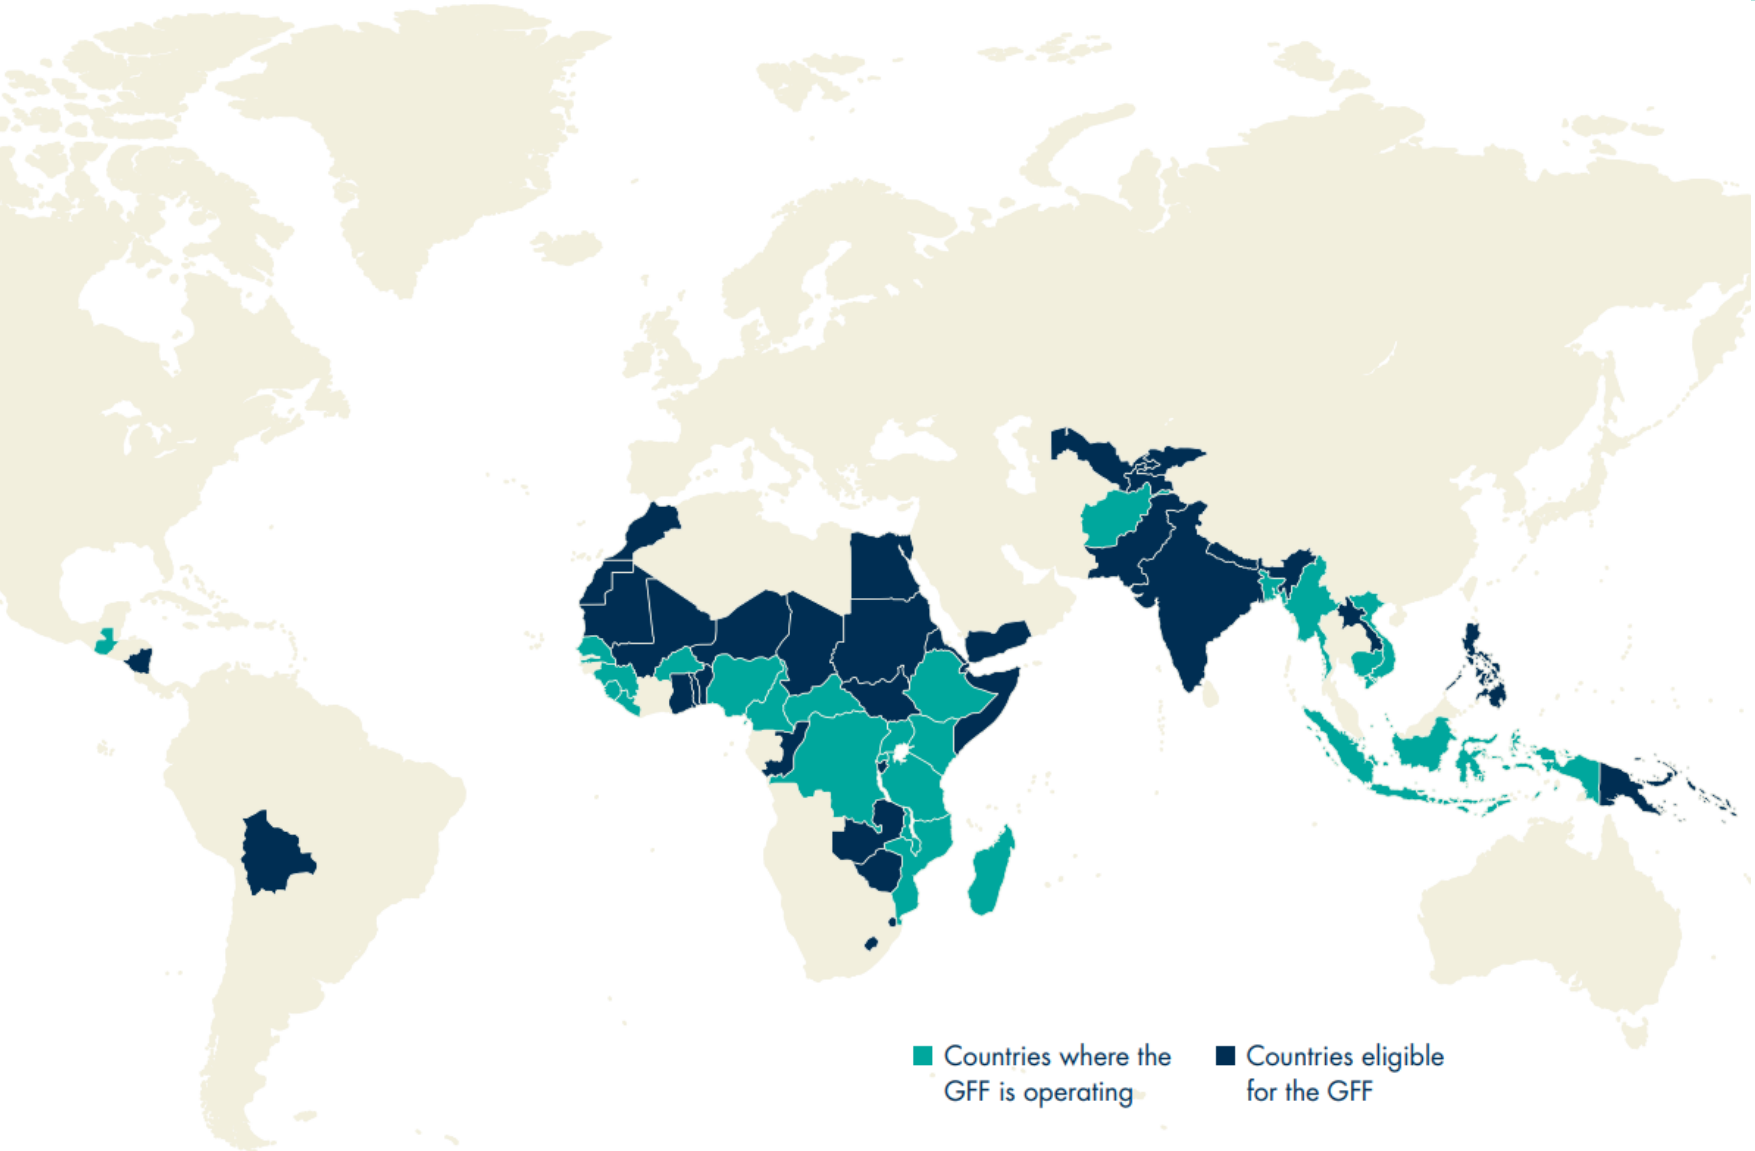 Countries where the
GFF is operating
Countries eligible
for the GFF